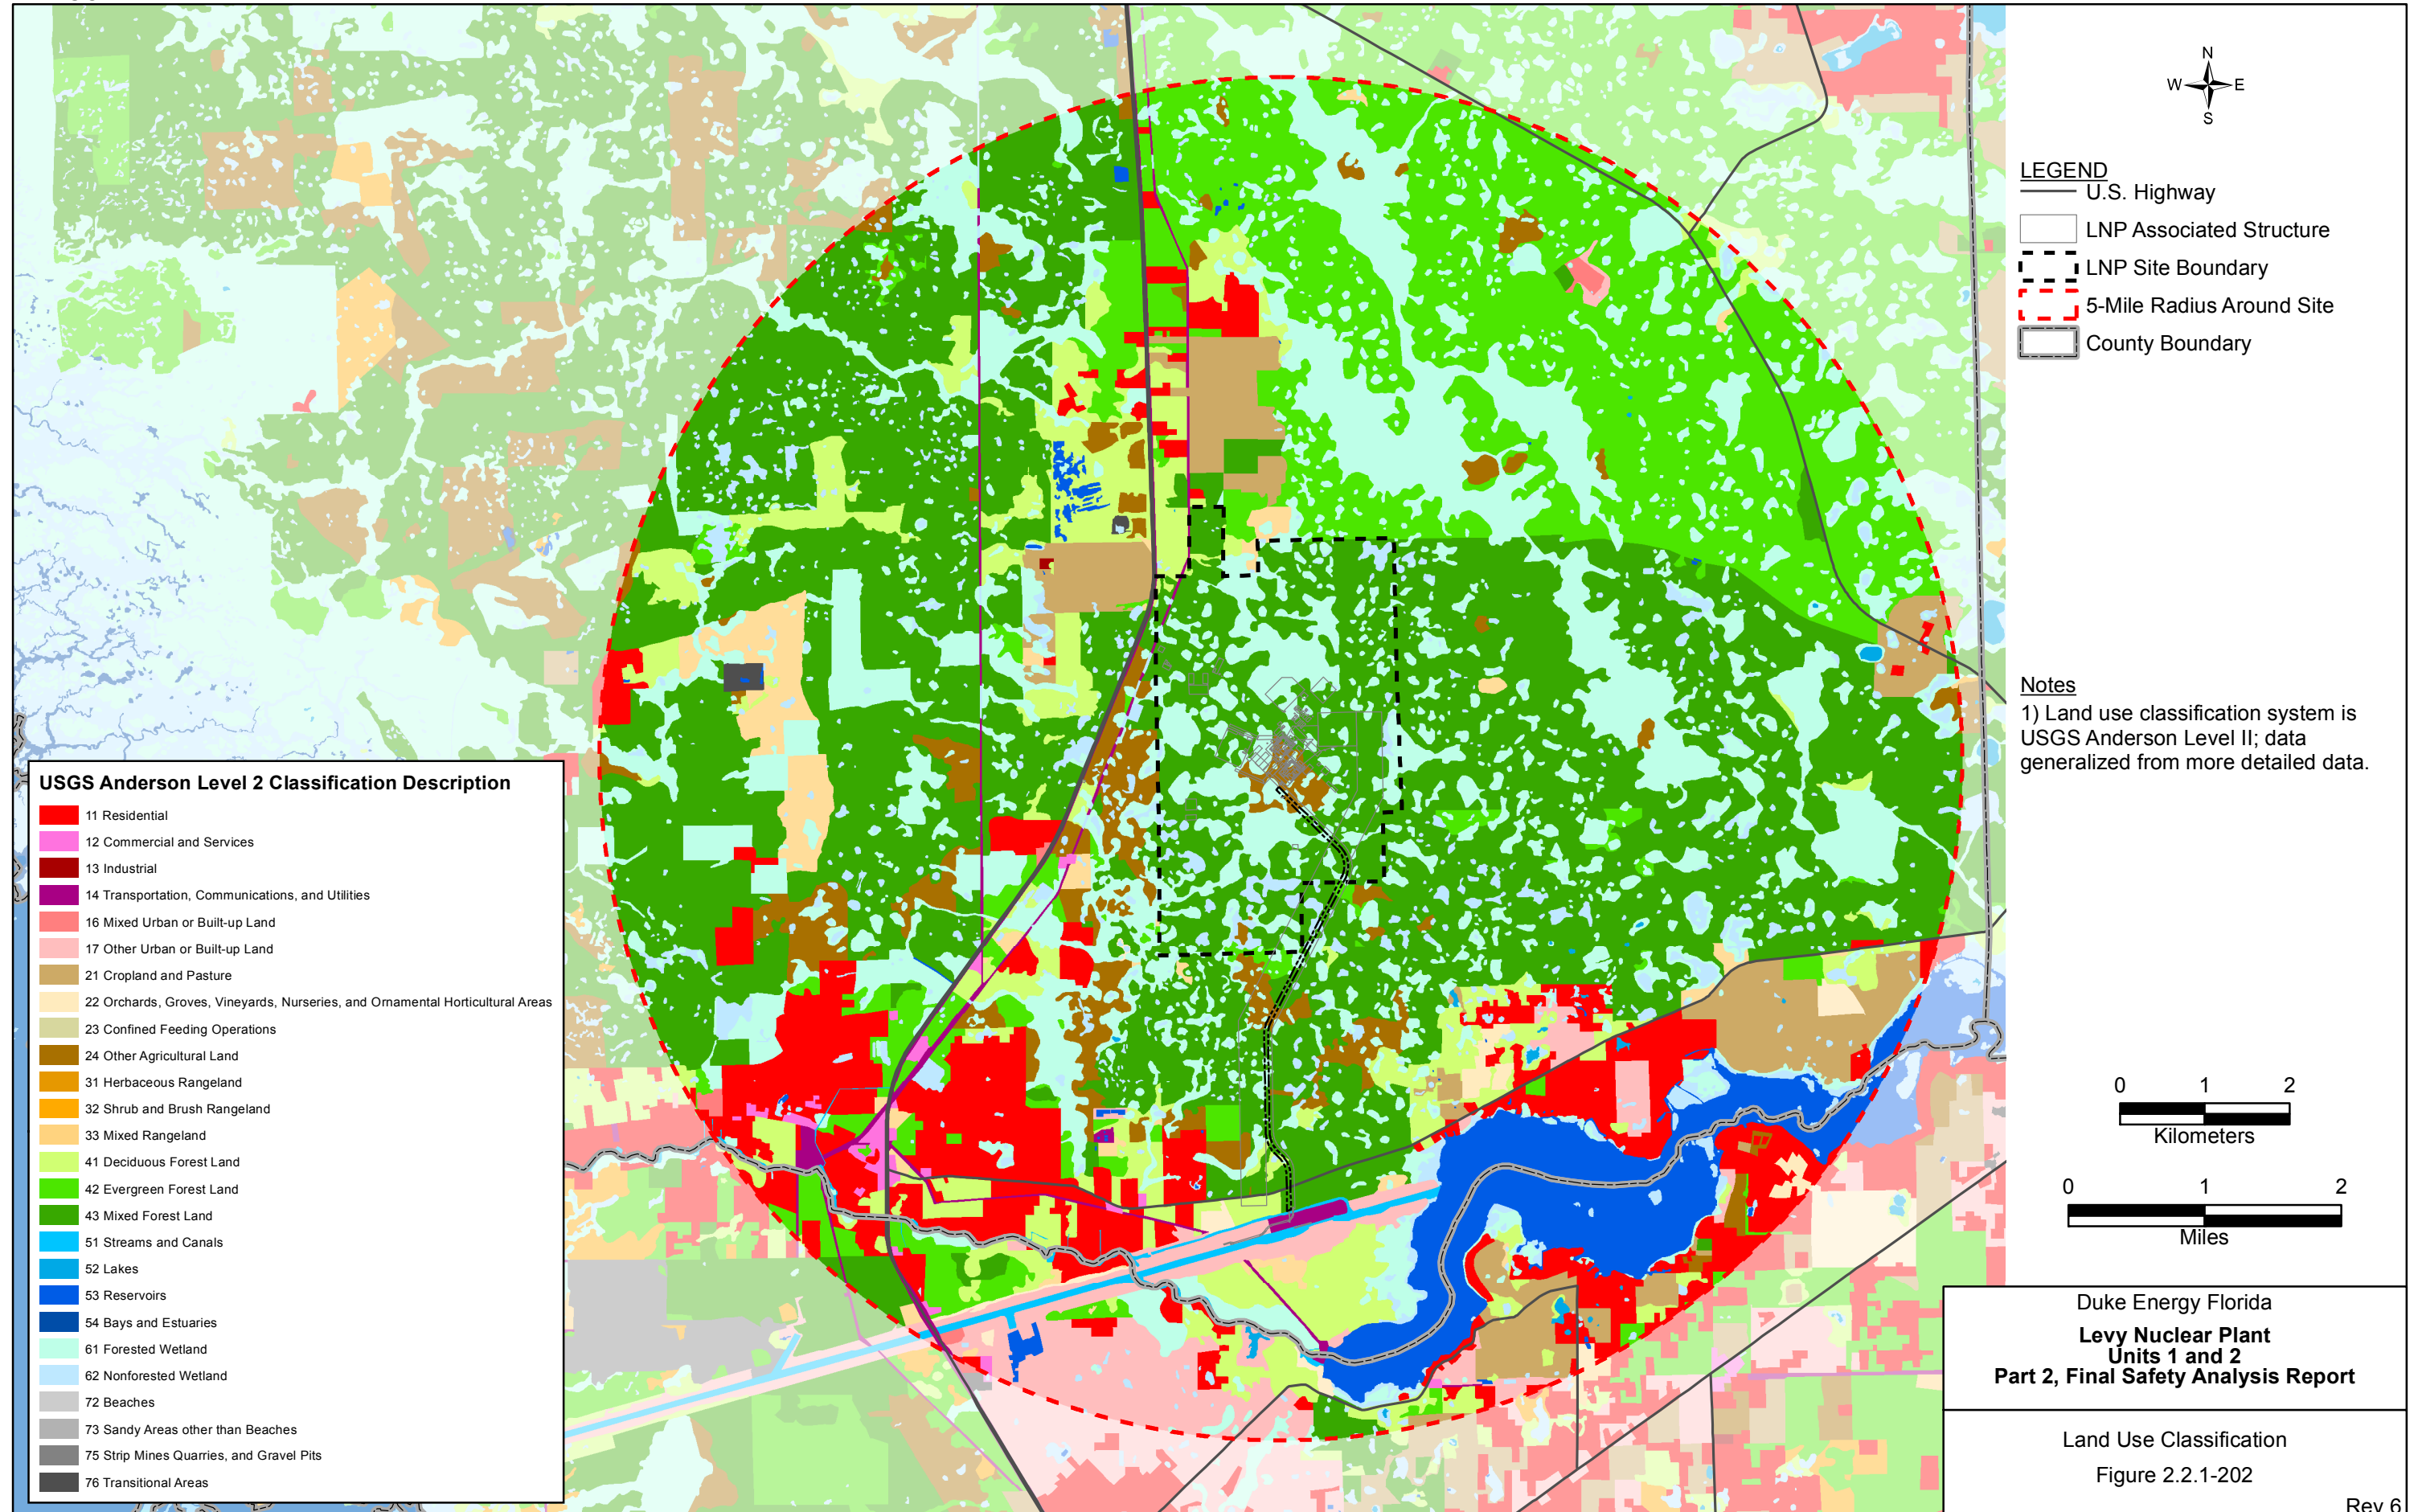 N
W E
S
LEGEND
U.S. Highway
LNP Associated Structure
LNP Site Boundary
5-Mile Radius Around Site
County Boundary
Notes
1) Land use classification system is
USGS Anderson Level II; data
generalized from more detailed data.
USGS Anderson Level 2 Classification Description
11 Residential
12 Commercial and Services
13 Industrial
14 Transportation, Communications, and Utilities
16 Mixed Urban or Built-up Land
17 Other Urban or Built-up Land
21 Cropland and Pasture
22 Orchards, Groves, Vineyards, Nurseries, and Ornamental Horticultural Areas
23 Confined Feeding Operations
24 Other Agricultural Land
31 Herbaceous Rangeland
32 Shrub and Brush Rangeland
33 Mixed Rangeland
41 Deciduous Forest Land
42 Evergreen Forest Land
43 Mixed Forest Land
51 Streams and Canals
52 Lakes
53 Reservoirs
54 Bays and Estuaries
61 Forested Wetland
62 Nonforested Wetland
72 Beaches
73 Sandy Areas other than Beaches
75 Strip Mines Quarries, and Gravel Pits
76 Transitional Areas
0 1 2
Kilometers
0 1 2
Miles
Duke Energy Florida
Levy Nuclear Plant
Units 1 and 2
Part 2, Final Safety Analysis Report
Land Use Classification
Figure 2.2.1-202
Rev 6